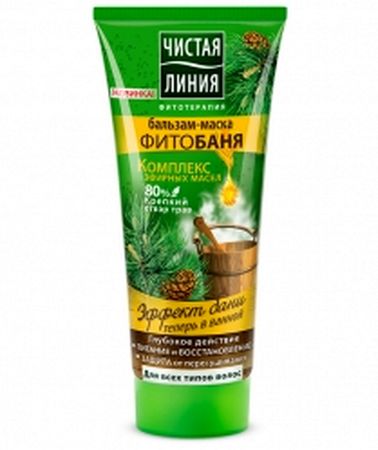 ЧИСТАЯ
ЛИНИЯ
НОВИНКА!
ФИТОТЕРАПИЯ
бальзам-маска
ФИТОБАНЯ
КОМПЛЕКС
ЭФИРНЫХ МАСЕЛ
80%
Крепкий
отвар трав
Эффект бани
теперь в ванной
Глубокое действие
ПИТАНИЕ и ВОССТАНОВЛЕНИЕ
ЗАЩИТА от пересыхания
Для всех типов волос